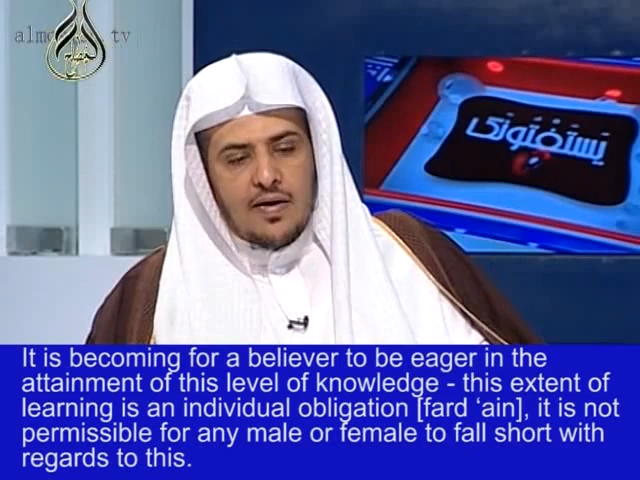 يستفتونك
It is becoming for a believer to be eager in the
attainment of this level of knowledge - this extent of
learning is an individual obligation [fard ‘ain], it is not
permissible for any male or female to fall short with
regards to this.